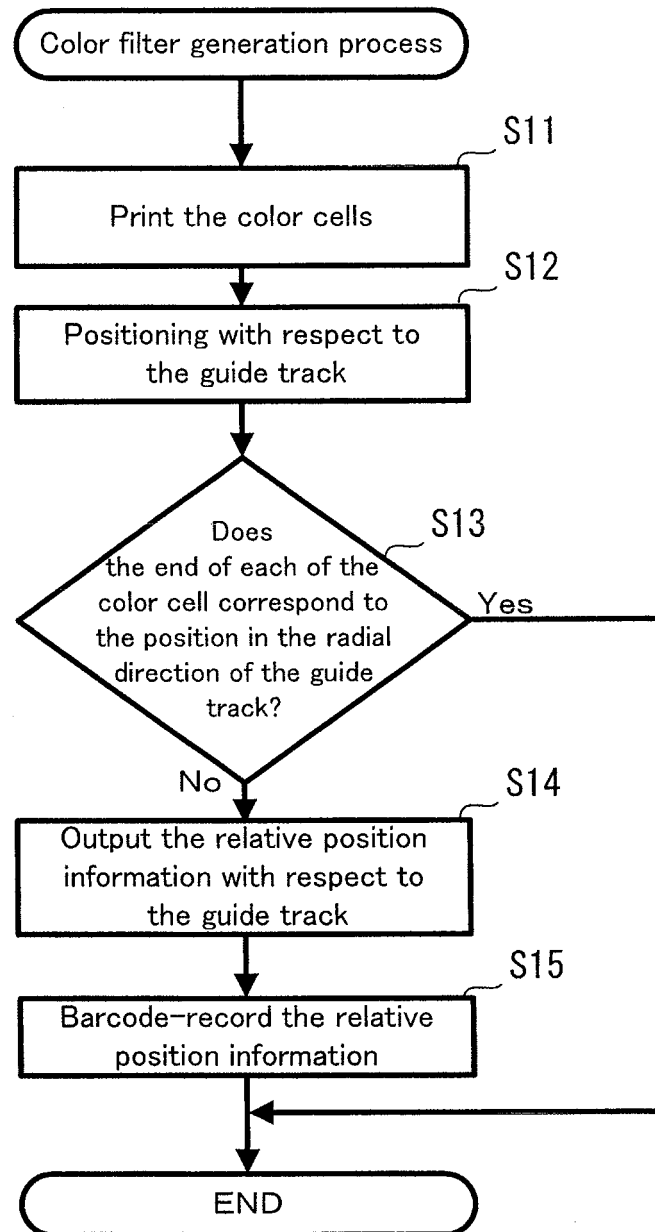 Color filter generation process
S11
Print the color cells
S12
Positioning with respect to
the guide track
S13
Does
the end of each of the
color cell correspond to
the position in the radial
direction of the guide
track?
Yes
No
S14
Output the relative position
information with respect to
the guide track
S15
Barcode-record the relative
position information
END